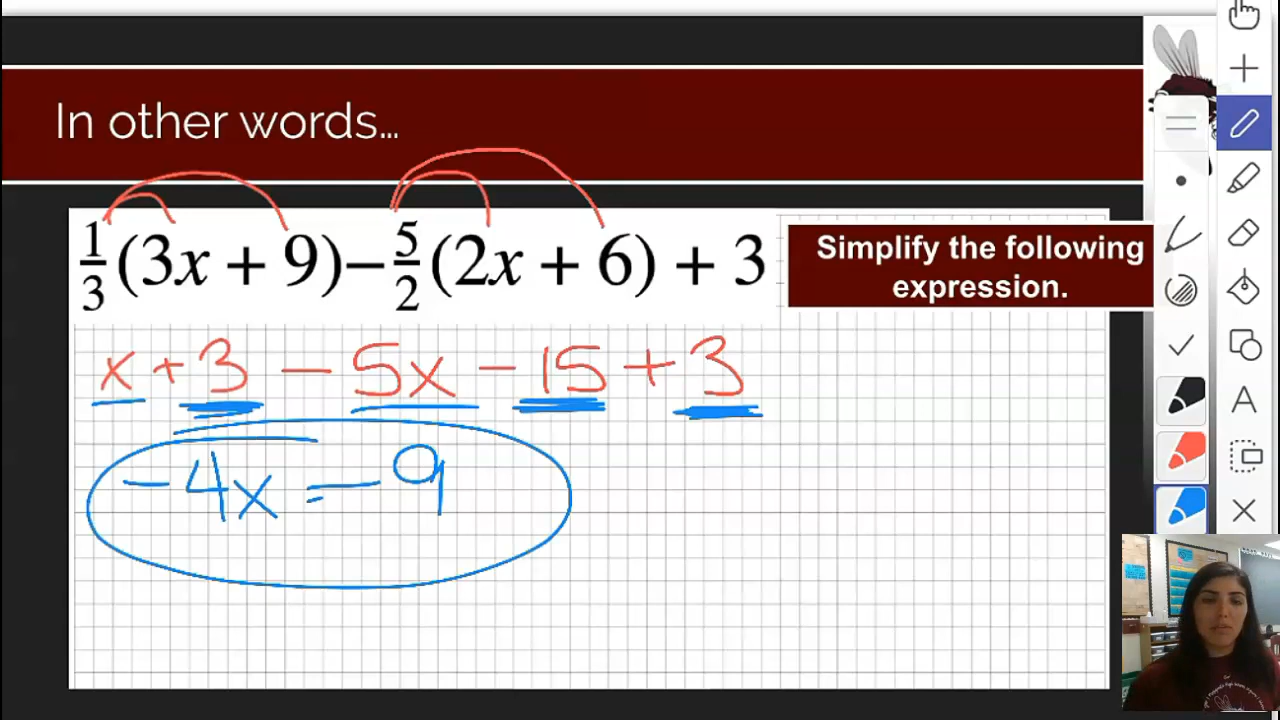 In other words...
1/3(3x + 9)−5/2(2x + 6) + 3
Simplify the following
expression.
x + 3 − 5x − 15 + 3
−4x = − 9
A